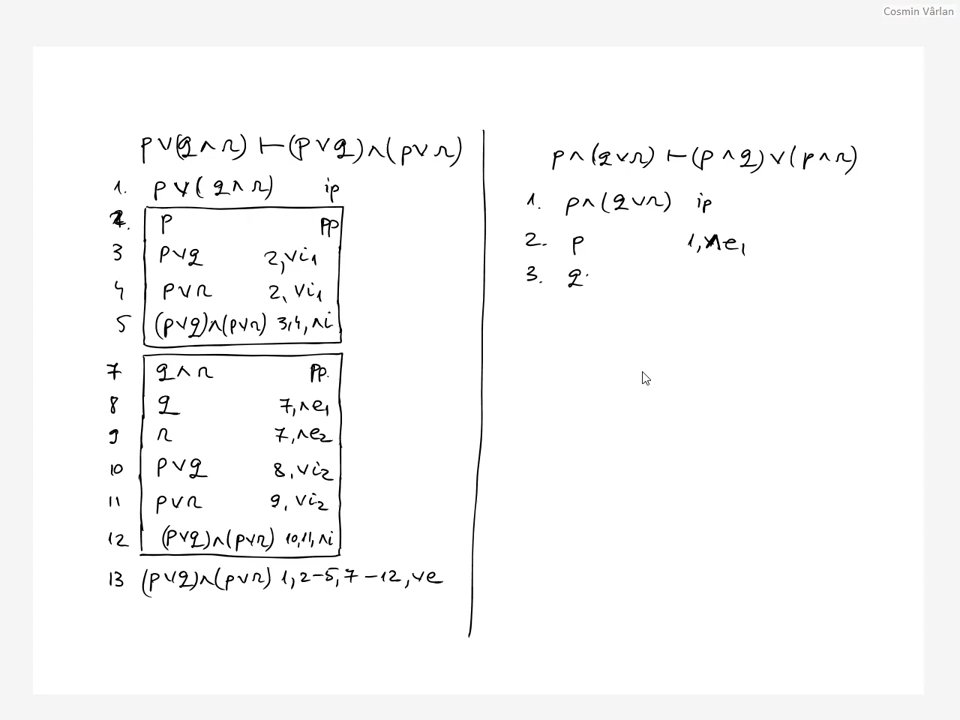 Cosmin Vârlan
p∨(q∧r) ⊢ (p∨q)∧(p∨r)
1. p∨(q∧r) ip
2. p pp
3 p∨q 2,∨i₁
4 p∨r 2,∨i₁
5 (p∨q)∧(p∨r) 3,4,∧i
7 q∧r pp.
8 q 7,∧e₁
9 r 7,∧e₂
10 p∨q 8,∨i₂
11 p∨r 9,∨i₂
12 (p∨q)∧(p∨r) 10,11,∧i
13 (p∨q)∧(p∨r) 1,2-5,7-12,∨e
p∧(q∨r) ⊢ (p∧q)∨(p∧r)
1. p∧(q∨r) ip
2. p 1,∧e₁
3. q